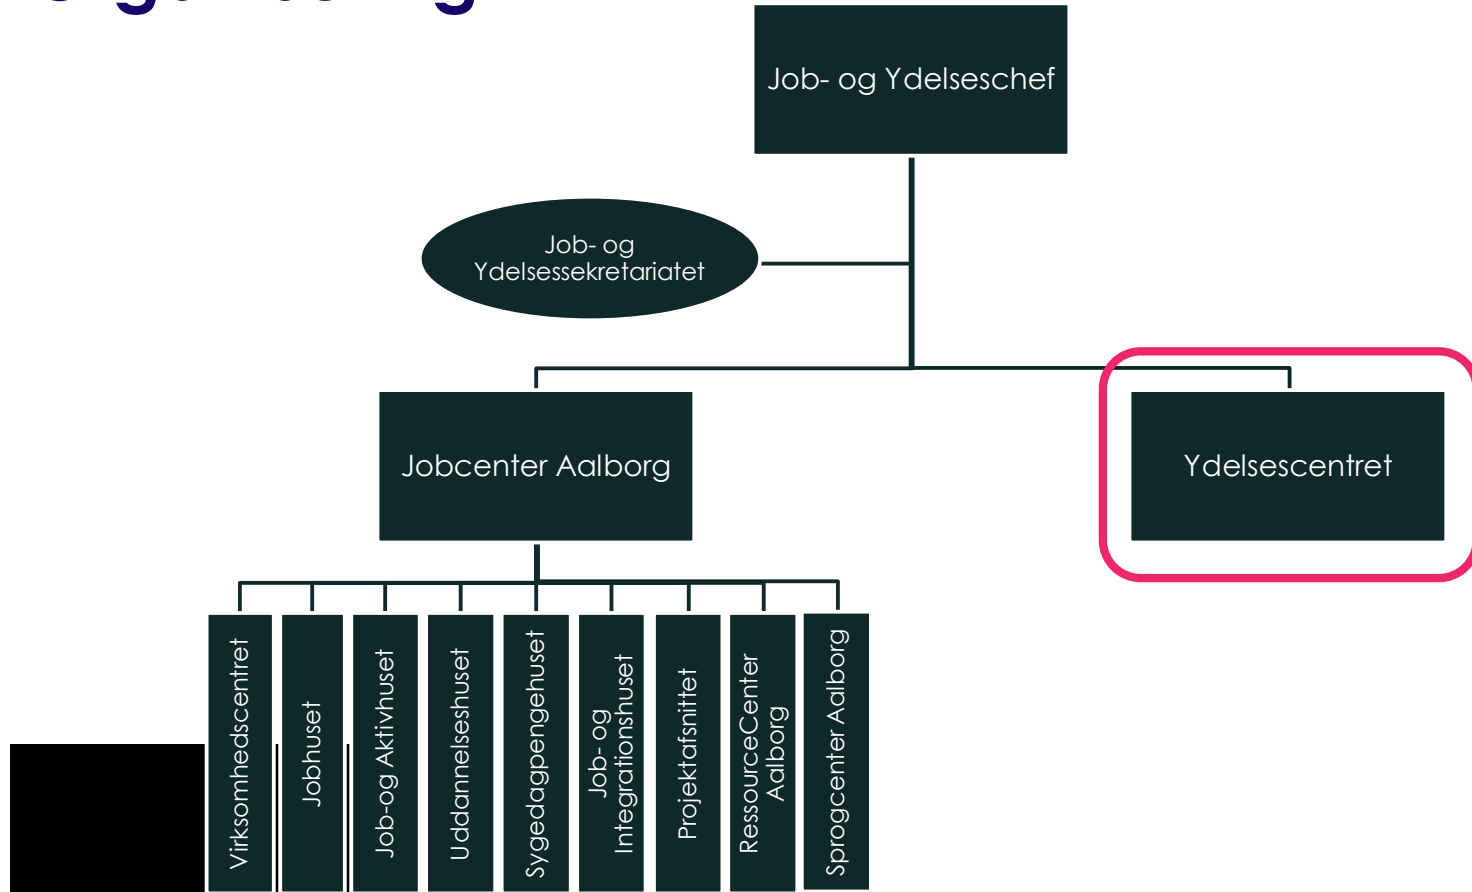 Job- og Ydelseschef
Job- og
Ydelsessekretariatet
Jobcenter Aalborg
Ydelsescentret
Virksomhedscentret
Jobhuset
Job-og Aktivhuset
Uddannelseshuset
Sygedagpengehuset
Job- og
Integrationshuset
Projektafsnittet
RessourceCenter
Aalborg
Sprogcenter Aalborg